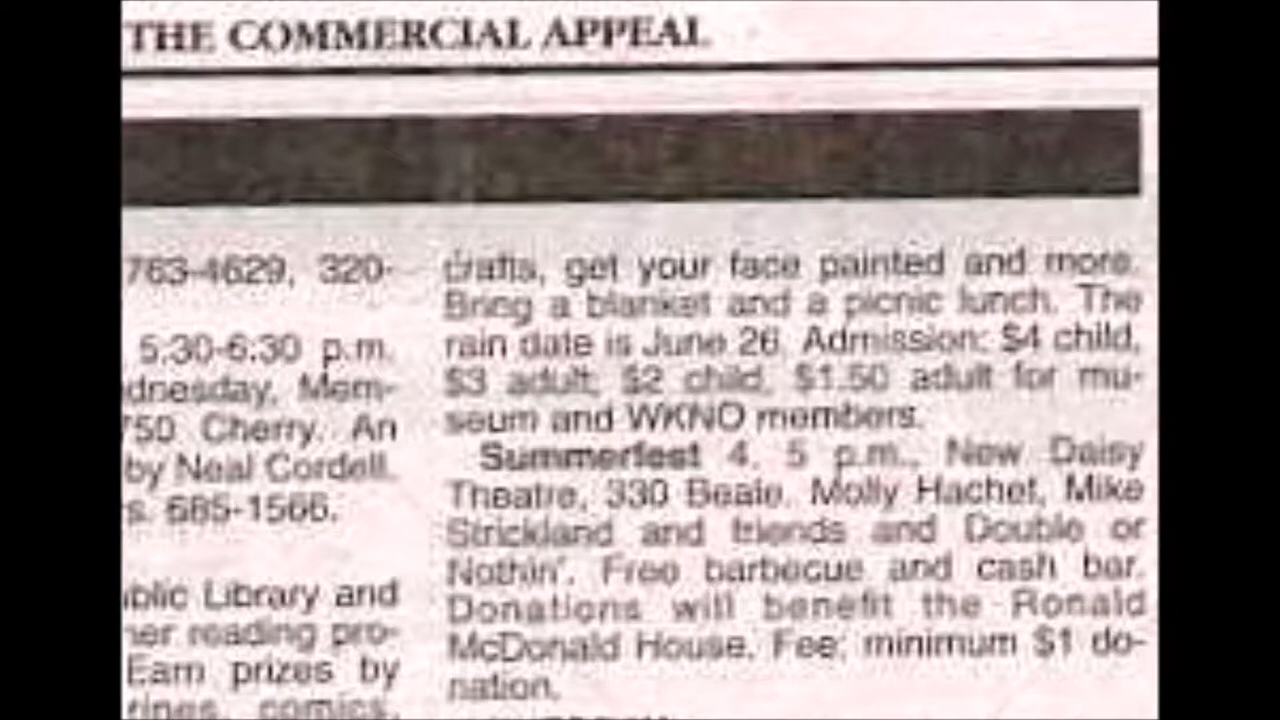 THE COMMERCIAL APPEAL
763-4629, 320-
5:30-6:30 p.m.
dnesday, Mem-
750 Cherry. An
by Neal Cordell.
s. 685-1566.
ublic Library and
her reading pro-
Earn prizes by
rines, comics,
crafts, get your face painted and more.
Bring a blanket and a picnic lunch. The
rain date is June 26. Admission: $4 child,
$3 adult; $2 child, $1.50 adult for mu-
seum and WKNO members.
Summerfest 4, 5 p.m., New Daisy
Theatre, 330 Beale. Molly Hachet, Mike
Strickland and friends and Double or
Nothin'. Free barbecue and cash bar.
Donations will benefit the Ronald
McDonald House. Fee: minimum $1 do-
nation.